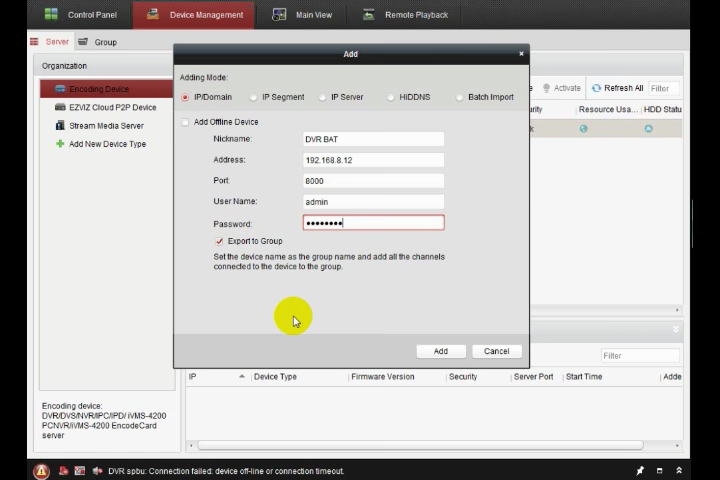 Control Panel Device Management Main View Remote Playback
Server Group
Organization
Encoding Device
EZVIZ Cloud P2P Device
Stream Media Server
Add New Device Type
Encoding device:
DVR/DVS/NVR/IPC/IPD/ iVMS-4200
PCNVR/iVMS-4200 EncodeCard
server
Add
Adding Mode:
IP/Domain IP Segment IP Server HiDDNS Batch Import
Add Offline Device
Nickname: DVR BAT
Address: 192.168.8.12
Port: 8000
User Name: admin
Password: ••••••••
Export to Group
Set the device name as the group name and add all the channels
connected to the device to the group.
Add Cancel
Activate Refresh All Filter
Resource Usa... HDD Statu
Filter
IP Device Type Firmware Version Security Server Port Start Time Adde
DVR spbu: Connection failed: device off-line or connection timeout.